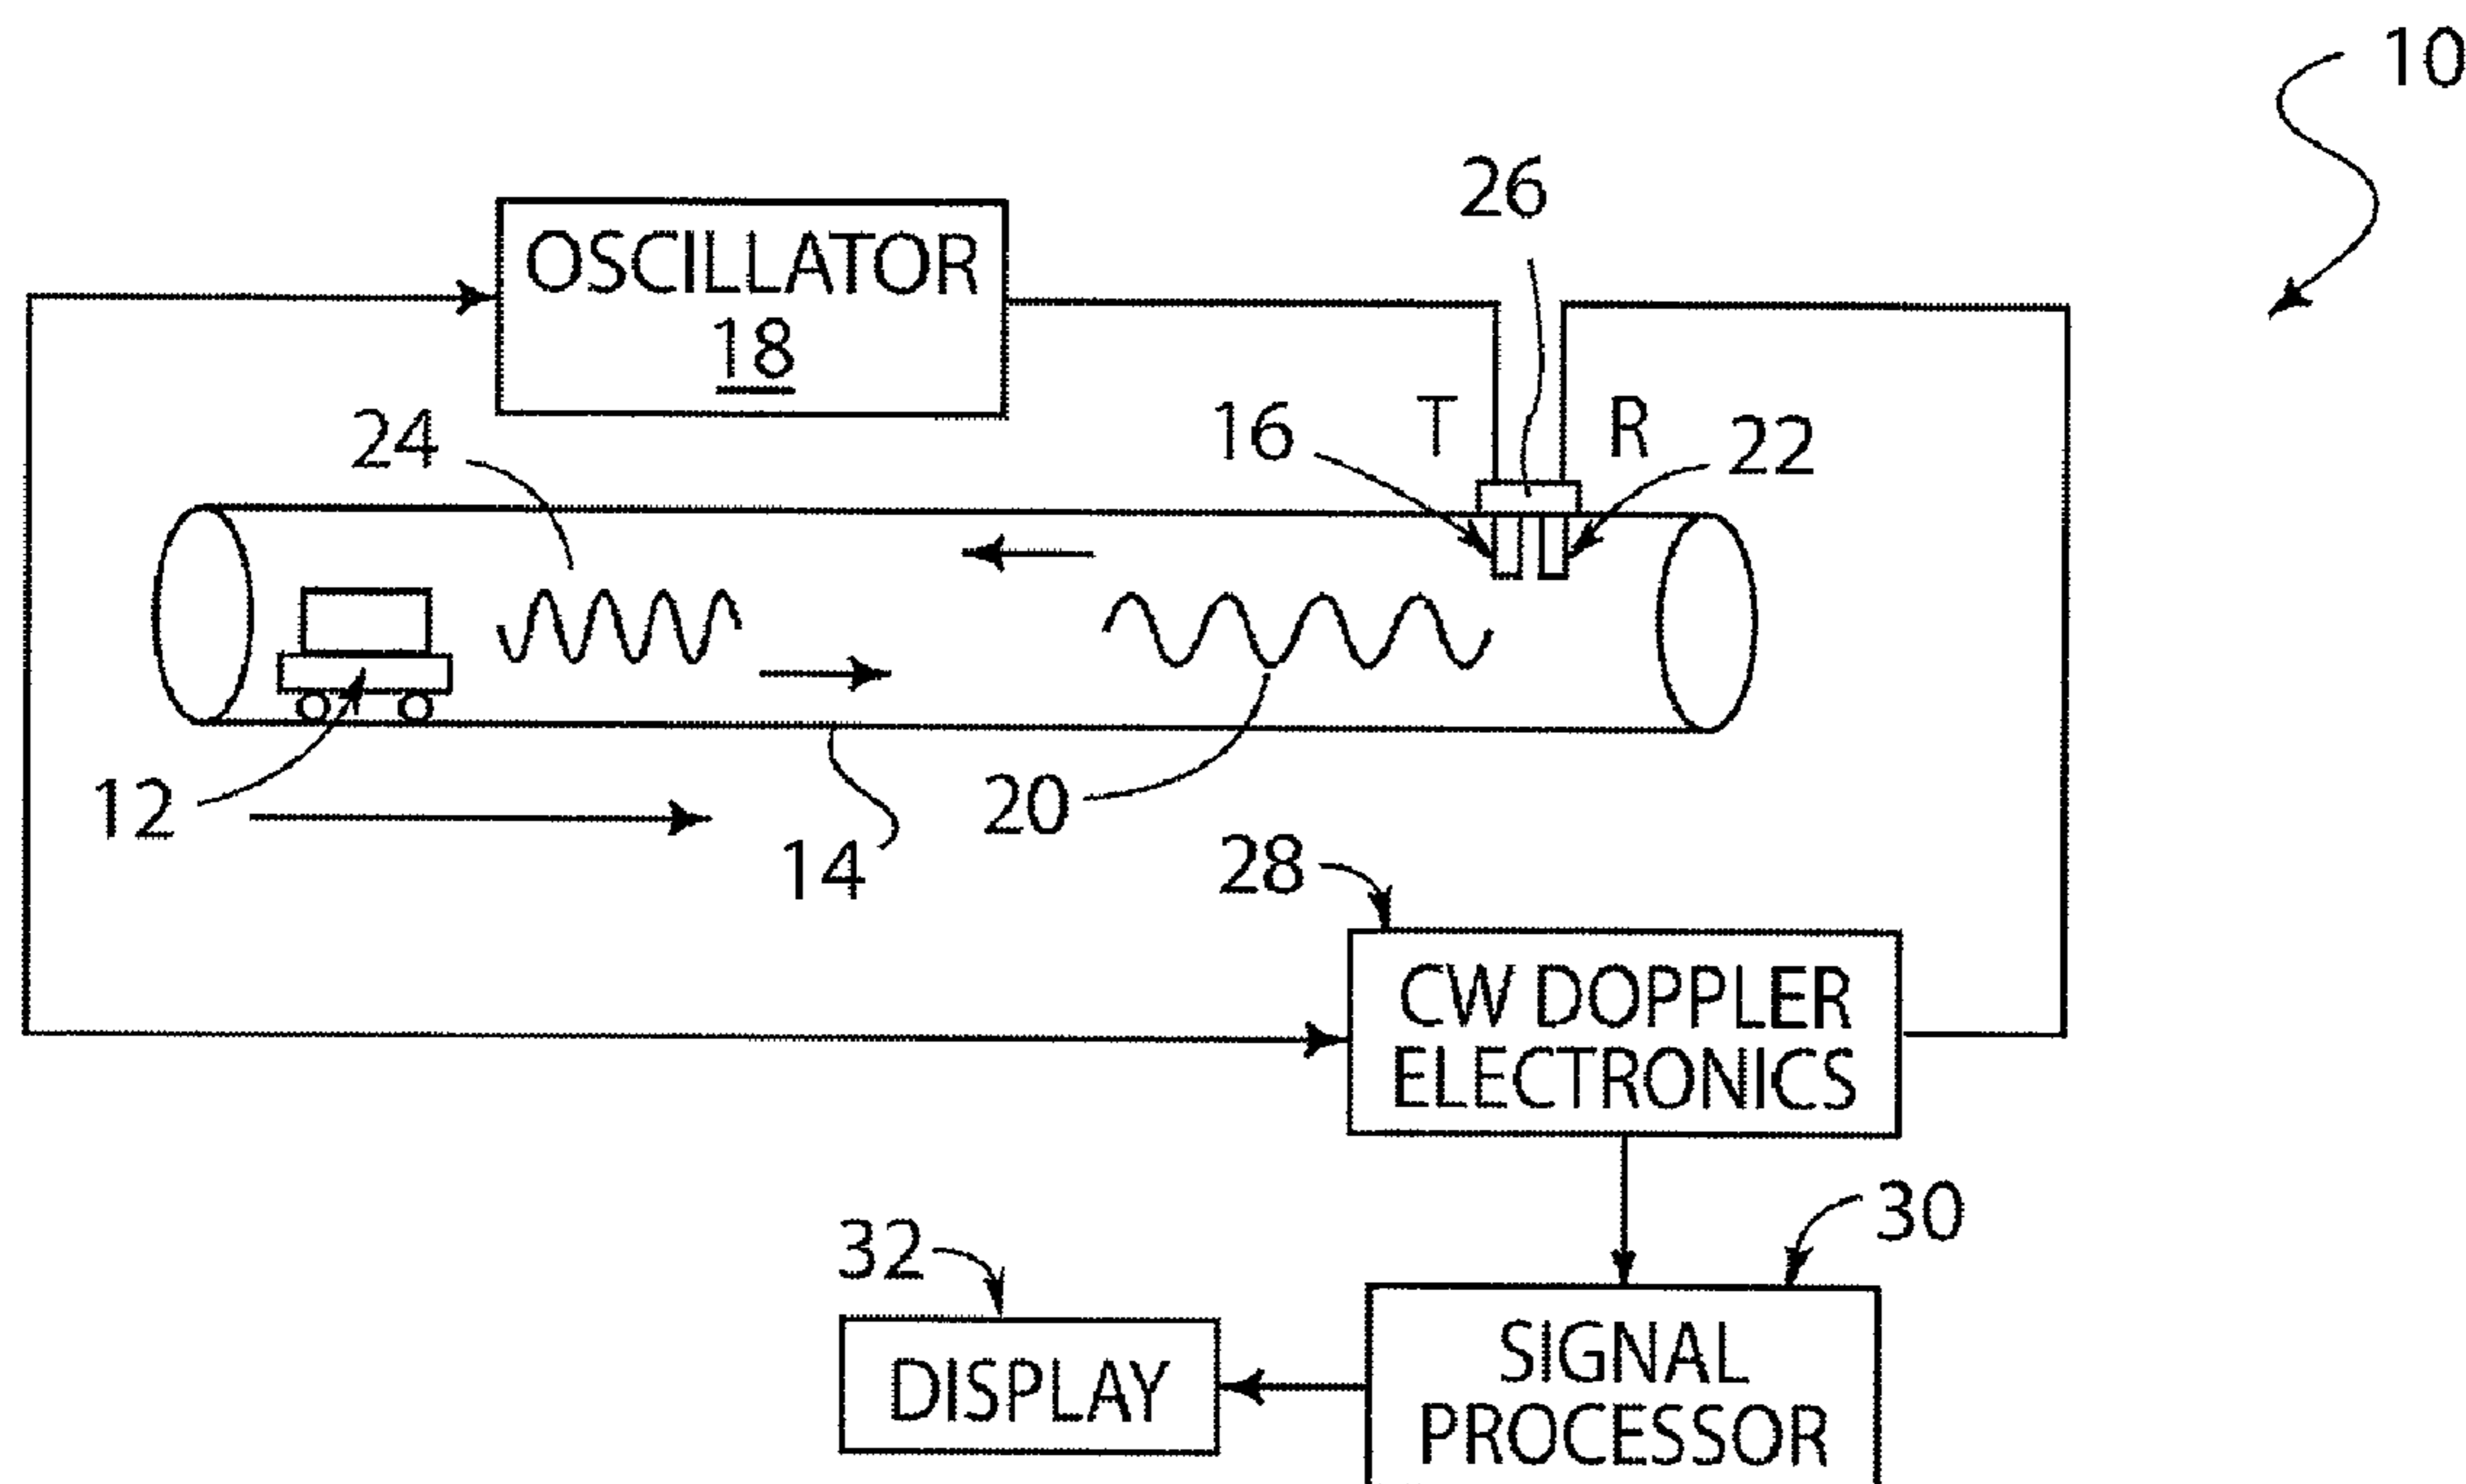 10
26
OSCILLATOR
18
24
16
T
R
22
12
14
20
28
CW DOPPLER
ELECTRONICS
30
32
SIGNAL
PROCESSOR
DISPLAY